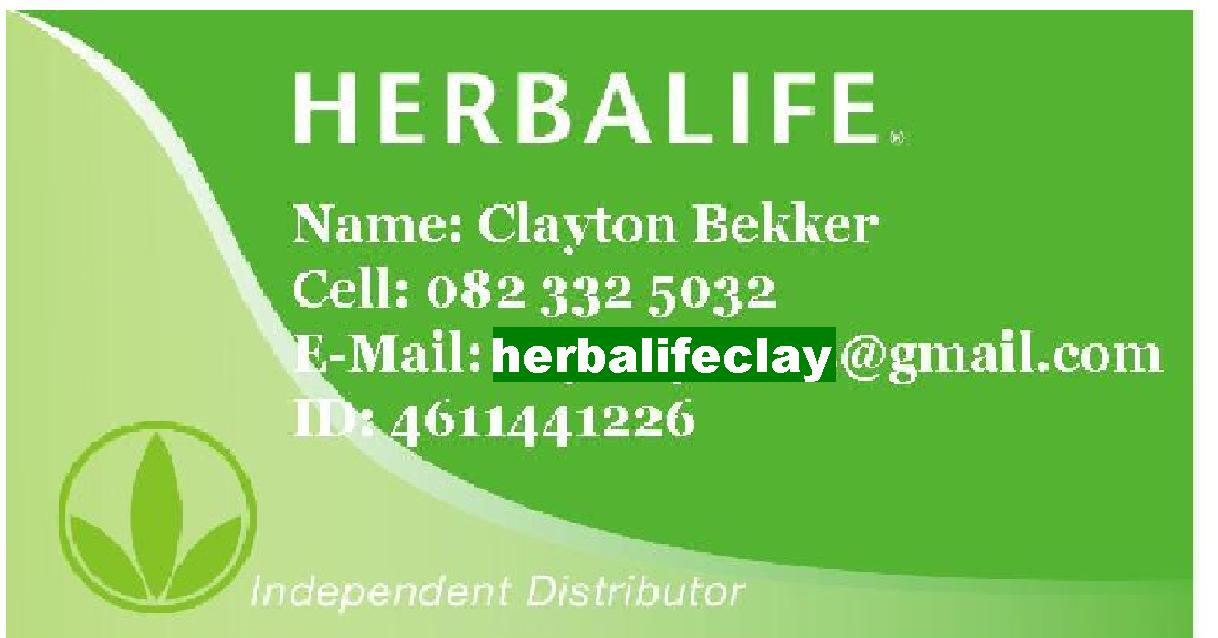 HERBALIFE®
Name: Clayton Bekker
Cell: 082 332 5032
E-Mail: herbalifeclay@gmail.com
ID: 4611441226
Independent Distributor